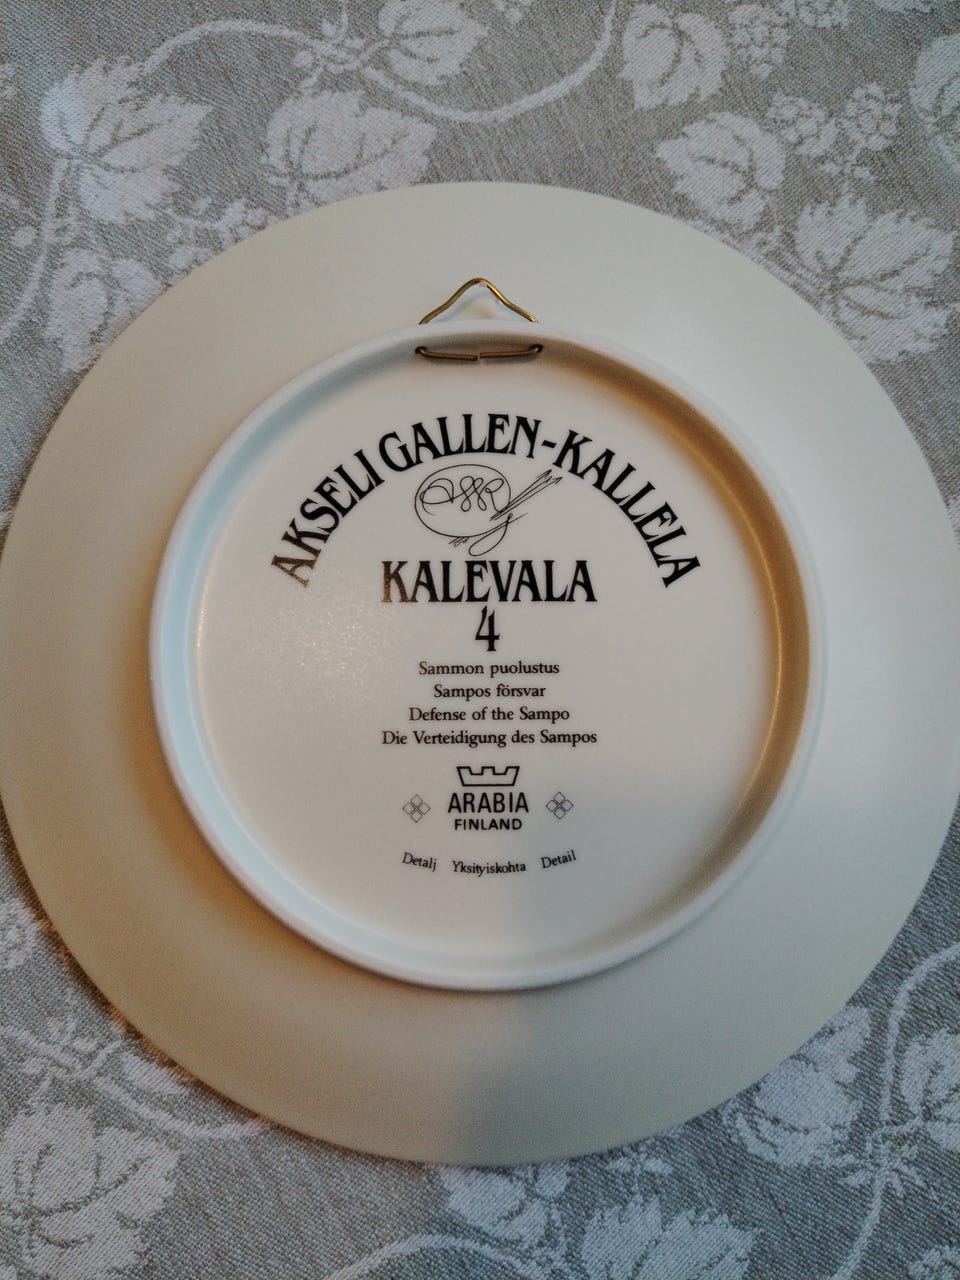 AKSELI GALLEN-KALLELA
KALEVALA
4
Sammon puolustus
Sampos försvar
Defense of the Sampo
Die Verteidigung des Sampos
ARABIA
FINLAND
Detalj Yksityiskohta Detail